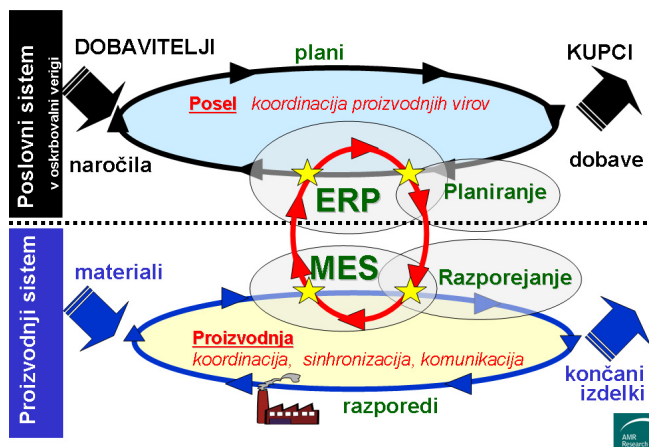 Poslovni sistem
v oskrbovalni verigi
DOBAVITELJI
plani
KUPCI
Posel koordinacija proizvodnjih virov
naročila
dobave
ERP
Planiranje
Proizvodnji sistem
materiali
MES
Razporejanje
Proizvodnja
koordinacija, sinhronizacija, komunikacija
razporedi
končani
izdelki
AMR
Research